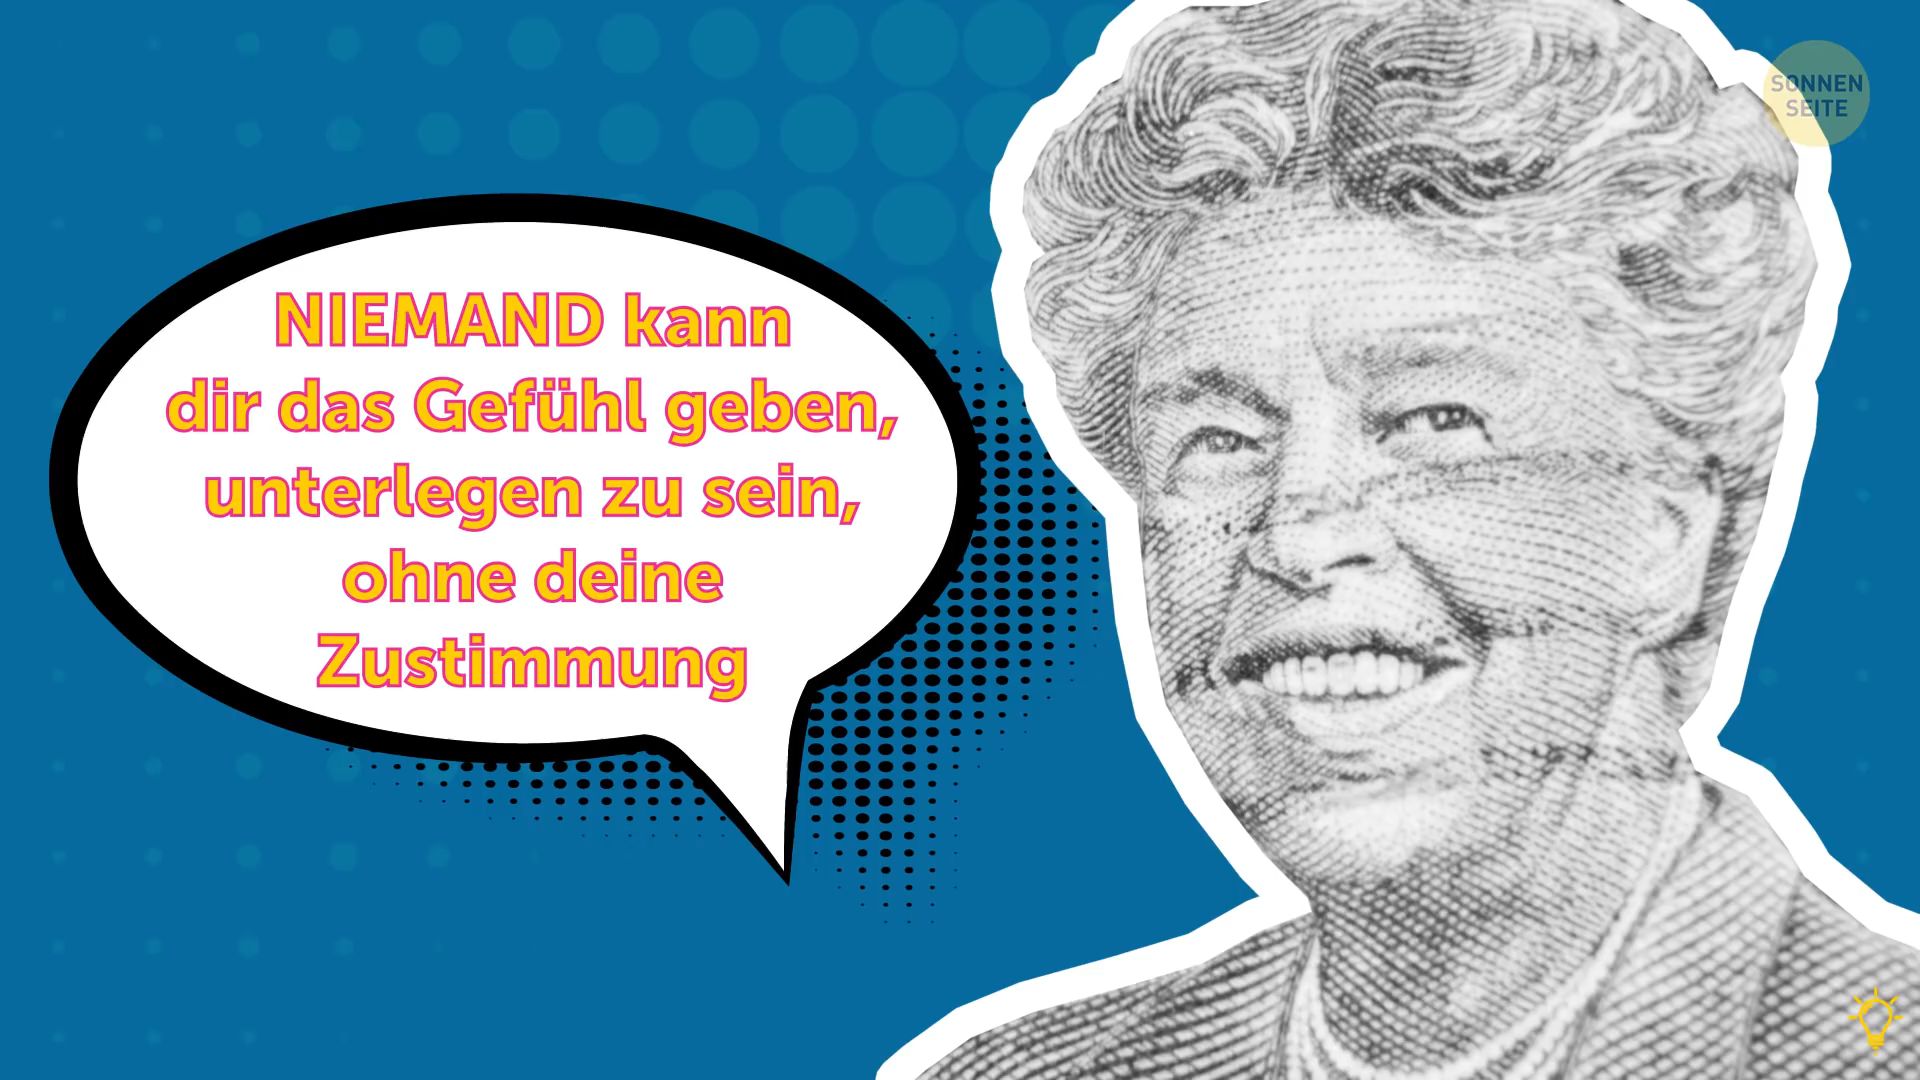 SONNEN
SEITE
NIEMAND kann
dir das Gefühl geben,
unterlegen zu sein,
ohne deine
Zustimmung